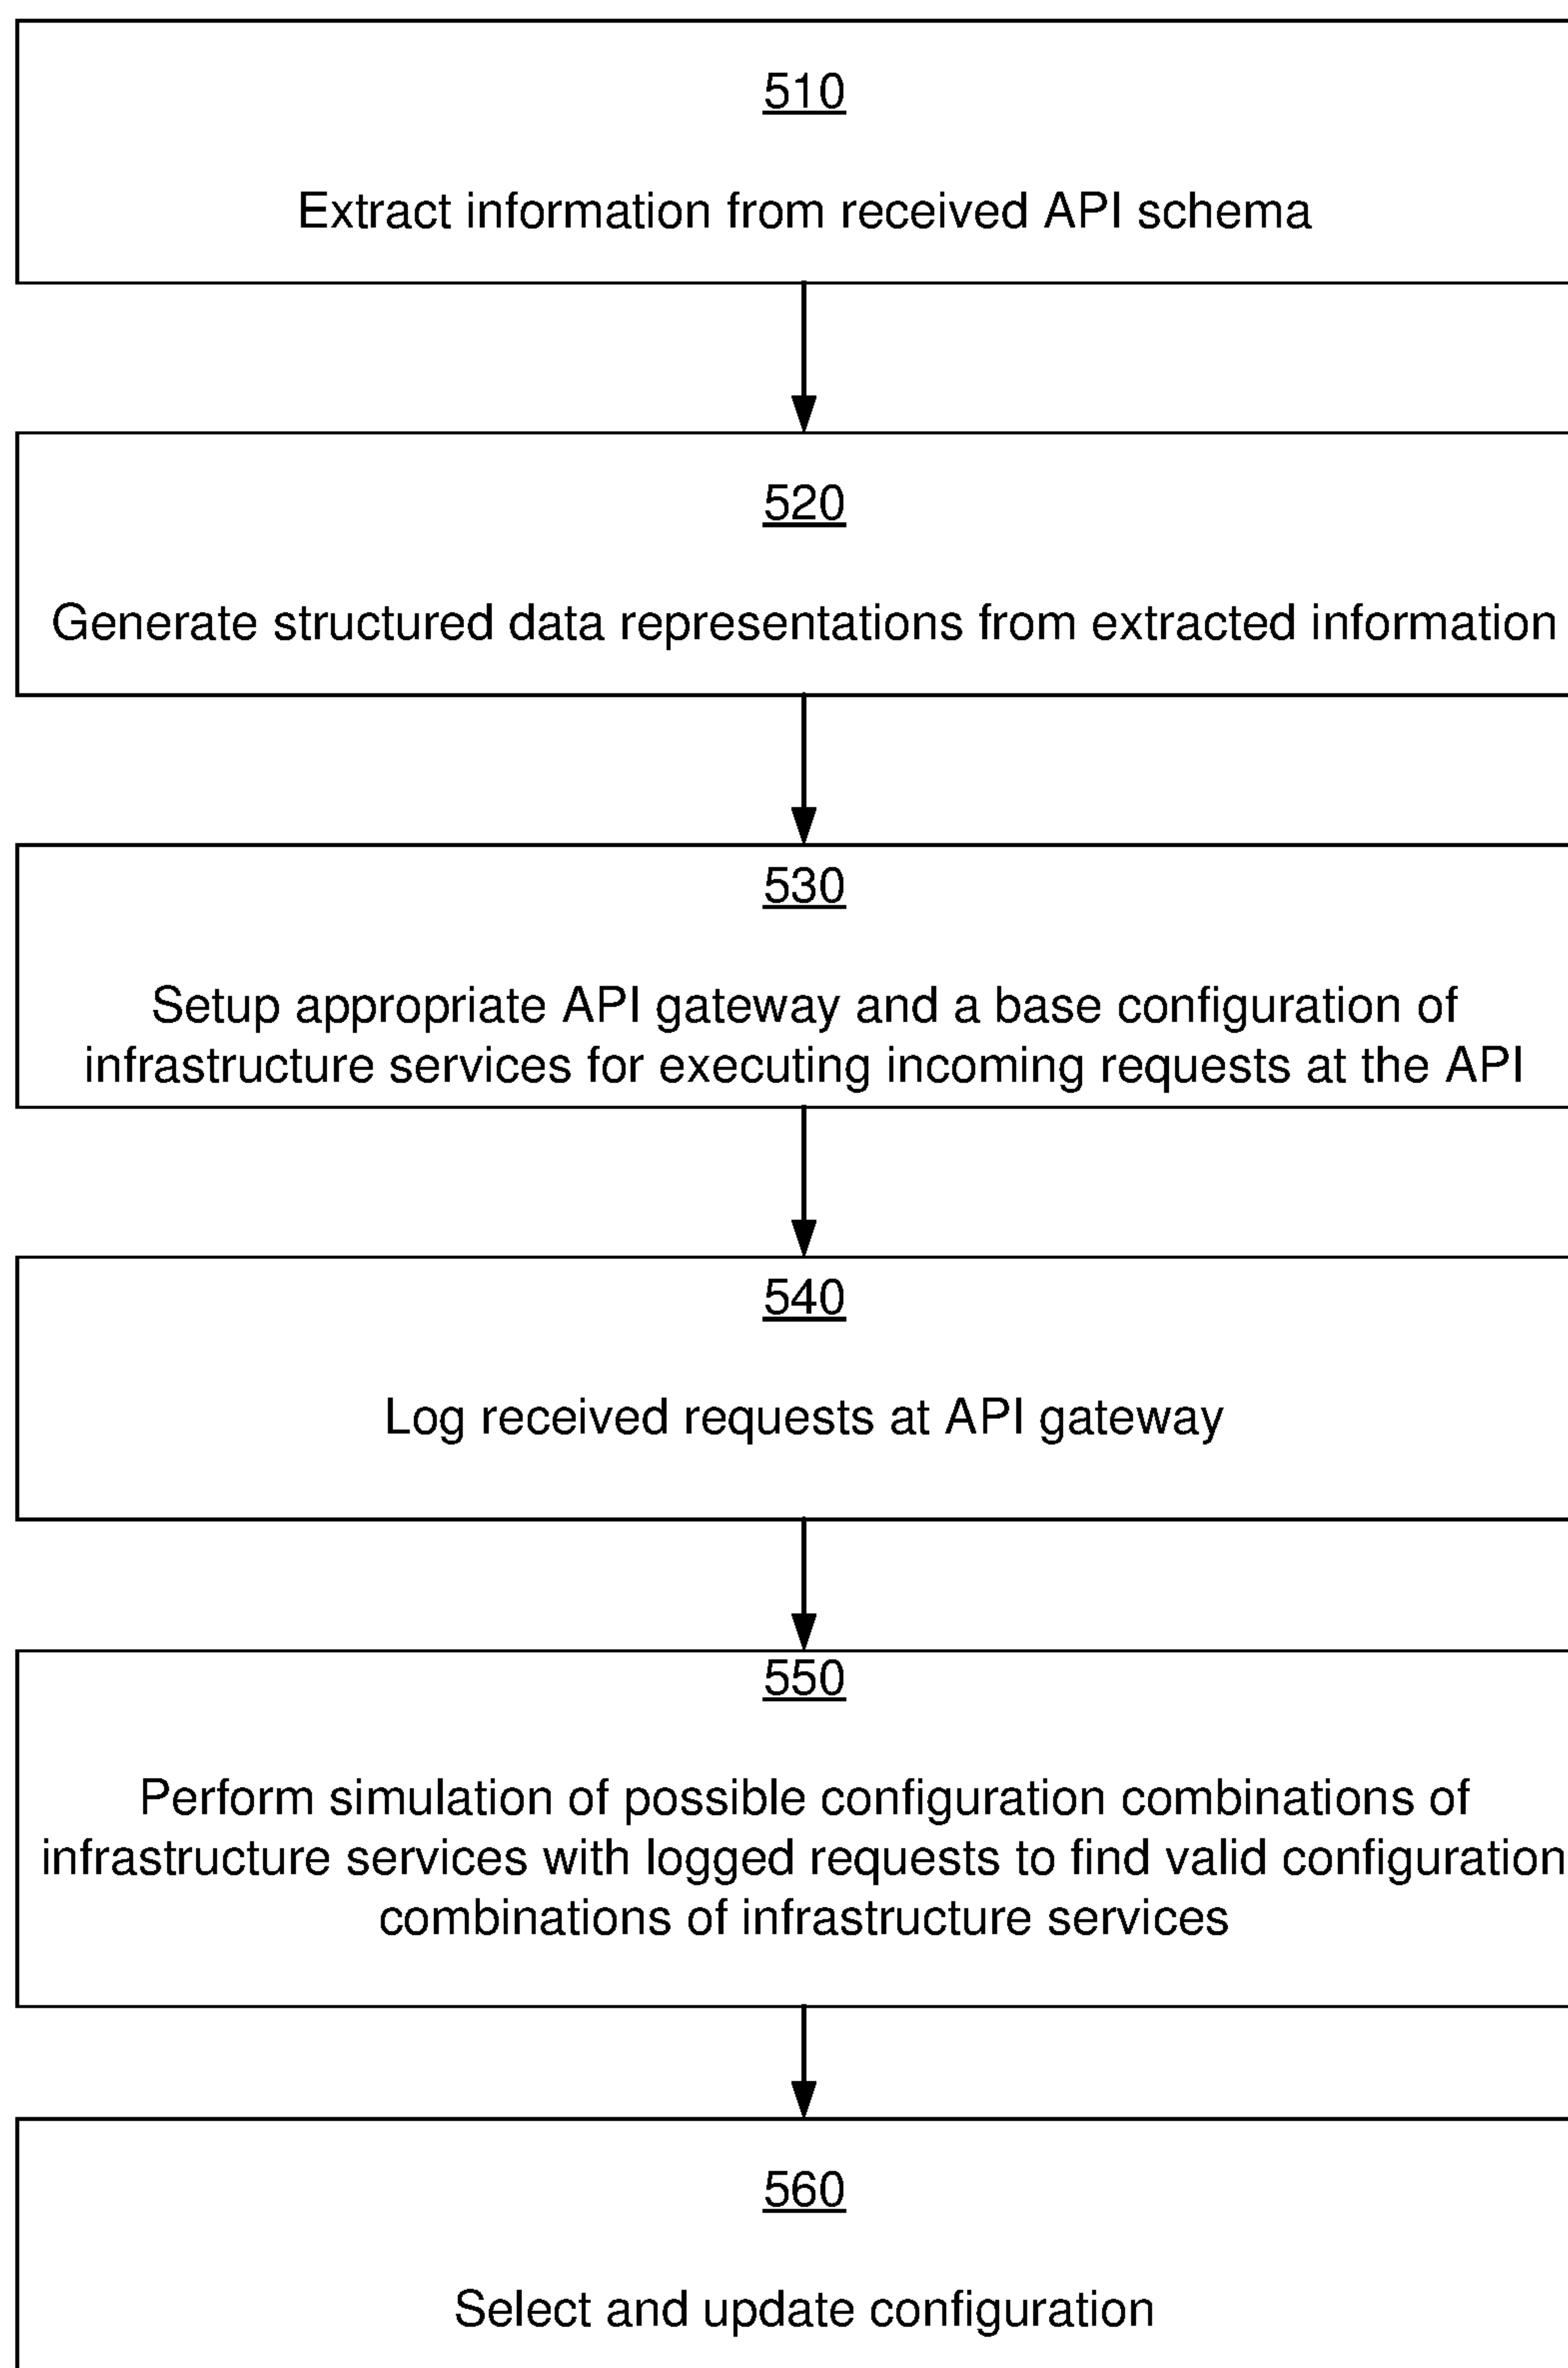 510
Extract information from received API schema
520
Generate structured data representations from extracted information
530
Setup appropriate API gateway and a base configuration of
infrastructure services for executing incoming requests at the API
540
Log received requests at API gateway
550
Perform simulation of possible configuration combinations of
infrastructure services with logged requests to find valid configuration
combinations of infrastructure services
560
Select and update configuration